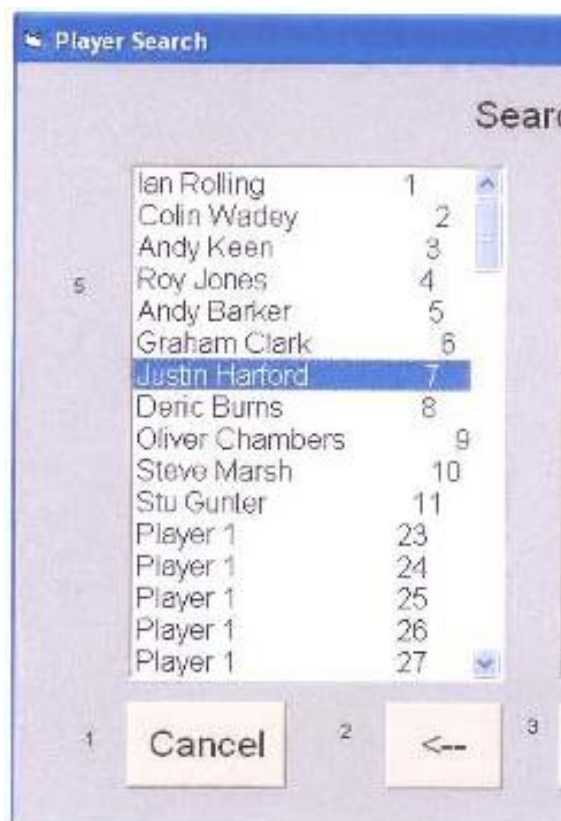 Player Search
Sear
Ian Rolling 1
Colin Wadey 2
Andy Keen 3
5 Roy Jones 4
Andy Barker 5
Graham Clark 6
Justin Harford 7
Deric Burns 8
Oliver Chambers 9
Steve Marsh 10
Stu Gunter 11
Player 1 23
Player 1 24
Player 1 25
Player 1 26
Player 1 27
1 Cancel 2 <-- 3